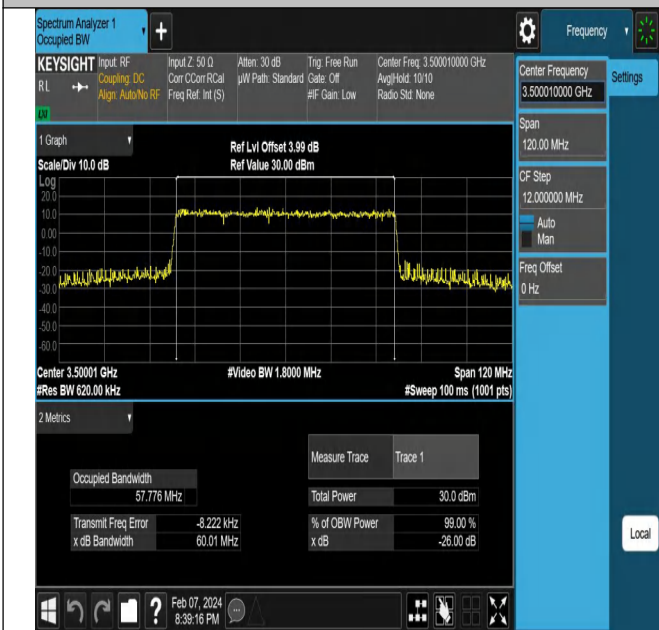 Spectrum Analyzer 1
Occupied BW
Frequency
KEYSIGHT
RL
Input: RF
Coupling: DC
Align: Auto/No RF
Input Z: 50 Ω
Corr CCorr RCal
Freq Ref: Int (S)
Atten: 30 dB
µW Path: Standard
Trig: Free Run
Gate: Off
#IF Gain: Low
Center Freq: 3.500010000 GHz
Avg|Hold: 10/10
Radio Std: None
Center Frequency
3.500010000 GHz
Settings
Span
120.00 MHz
CF Step
12.000000 MHz
Auto
Man
Freq Offset
0 Hz
1 Graph
Scale/Div 10.0 dB
Ref Lvl Offset 3.99 dB
Ref Value 30.00 dBm
Log
20.0
10.0
0.00
-10.0
-20.0
-30.0
-40.0
-50.0
-60.0
Center 3.50001 GHz
#Video BW 1.8000 MHz
Span 120 MHz
#Res BW 620.00 kHz
#Sweep 100 ms (1001 pts)
2 Metrics
Measure Trace Trace 1
Occupied Bandwidth
57.776 MHz
Total Power 30.0 dBm
Transmit Freq Error -8.222 kHz
% of OBW Power 99.00 %
x dB Bandwidth 60.01 MHz
x dB -26.00 dB
Local
?
Feb 07, 2024
8:39:16 PM